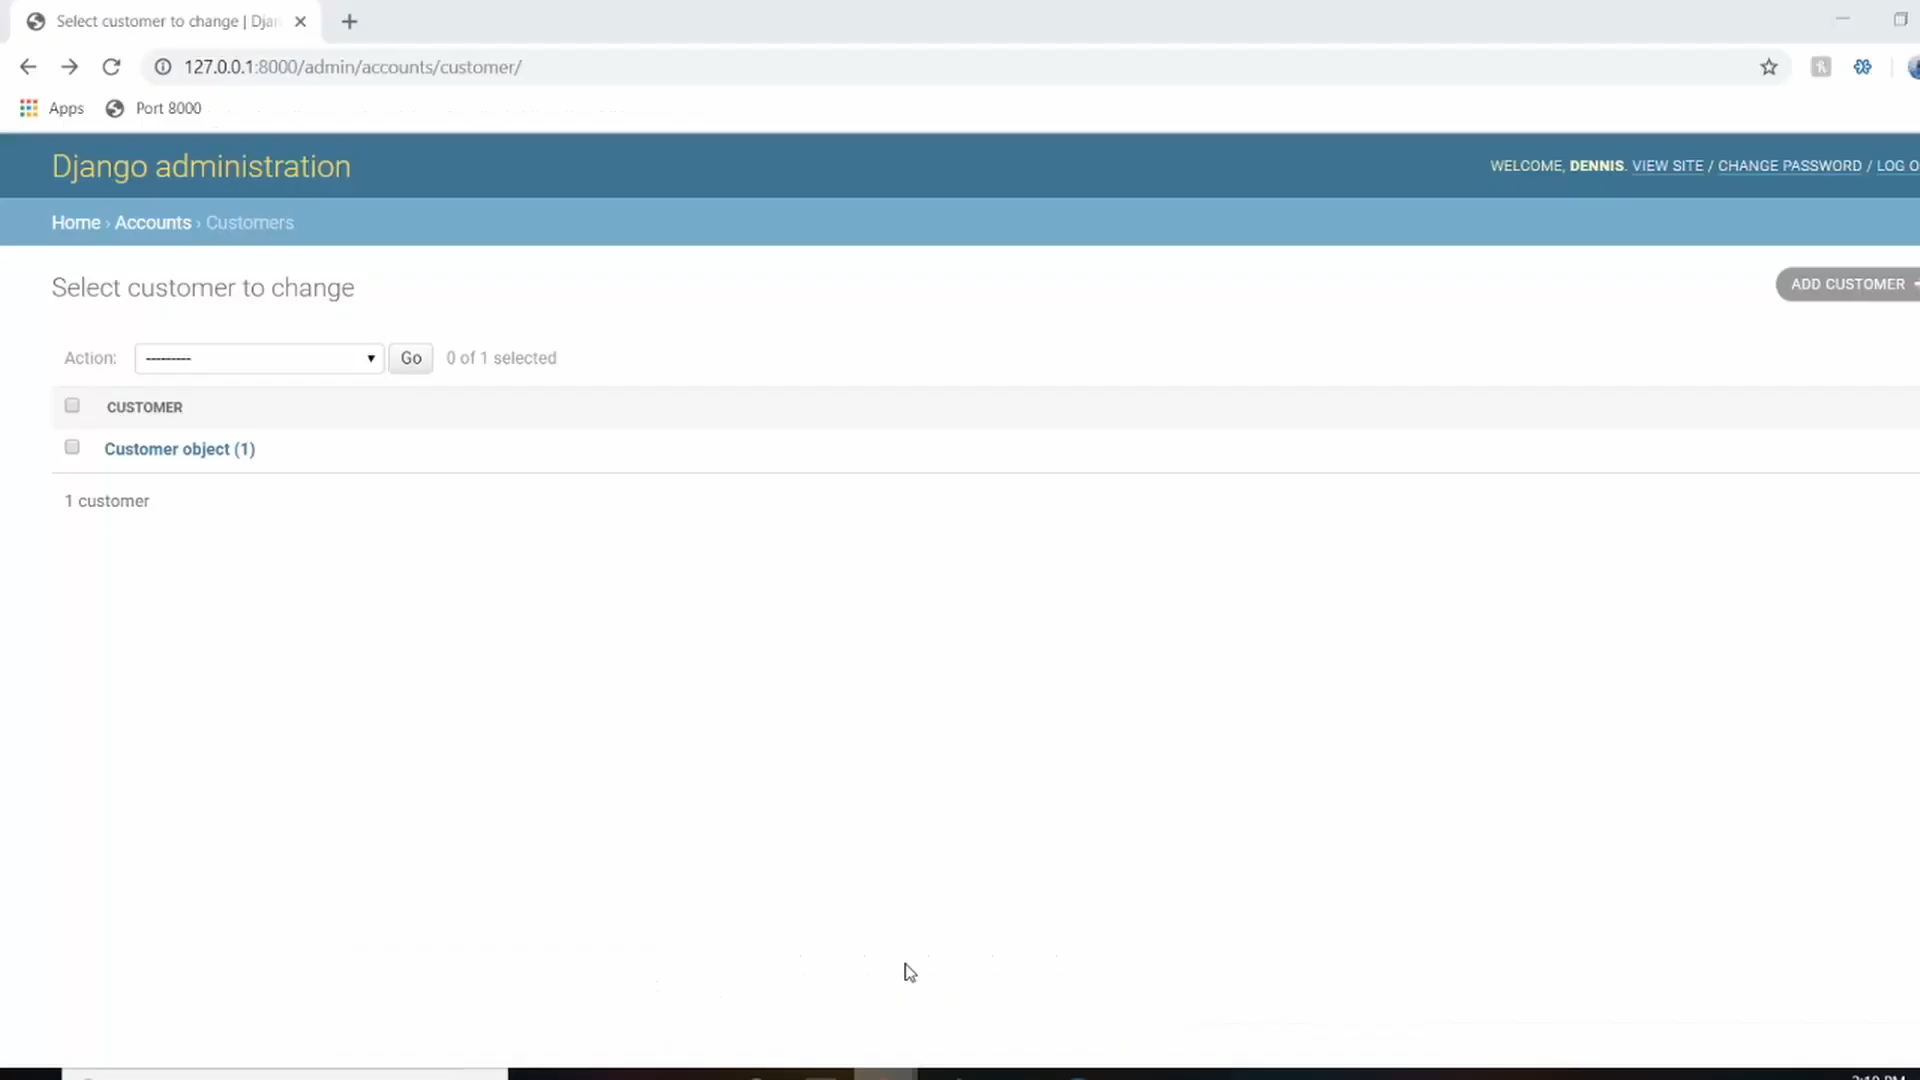 Select customer to change | Djan
127.0.0.1:8000/admin/accounts/customer/
Apps Port 8000
Django administration
WELCOME, DENNIS. VIEW SITE / CHANGE PASSWORD / LOG O
Home › Accounts › Customers
Select customer to change
ADD CUSTOMER +
Action: --------- Go 0 of 1 selected
CUSTOMER
Customer object (1)
1 customer